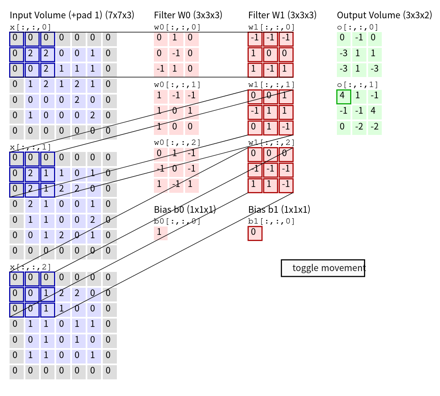 Input Volume (+pad 1) (7x7x3)
x[:,:,0]
0 0 0 0 0 0 0
0 2 2 0 0 1 0
0 0 2 1 1 1 0
0 1 2 1 2 1 0
0 0 0 0 2 0 0
0 1 0 0 0 2 0
0 0 0 0 0 0 0
x[:,:,1]
0 0 0 0 0 0 0
0 2 1 1 0 1 0
0 2 1 2 2 0 0
0 2 1 0 0 1 0
0 1 1 0 0 2 0
0 0 1 2 0 1 0
0 0 0 0 0 0 0
x[:,:,2]
0 0 0 0 0 0 0
0 0 1 2 2 0 0
0 0 1 1 0 0 0
0 1 1 0 1 1 0
0 1 1 0 0 1 0
0 1 0 1 1 0 0
0 0 0 0 0 0 0
Filter W0 (3x3x3)
w0[:,:,0]
0 1 0
0 -1 0
-1 1 0
w0[:,:,1]
1 -1 -1
1 0 1
1 0 0
w0[:,:,2]
0 1 -1
-1 0 -1
1 -1 1
Bias b0 (1x1x1)
b0[:,:,0]
1
Filter W1 (3x3x3)
w1[:,:,0]
-1 -1 -1
1 0 0
1 -1 1
w1[:,:,1]
0 0 1
1 1 1
0 1 -1
w1[:,:,2]
0 0 0
-1 -1 -1
1 1 -1
Bias b1 (1x1x1)
b1[:,:,0]
0
Output Volume (3x3x2)
o[:,:,0]
0 -1 0
-3 1 1
-3 1 -3
o[:,:,1]
4 1 -1
-1 -1 4
0 -2 -2
toggle movement